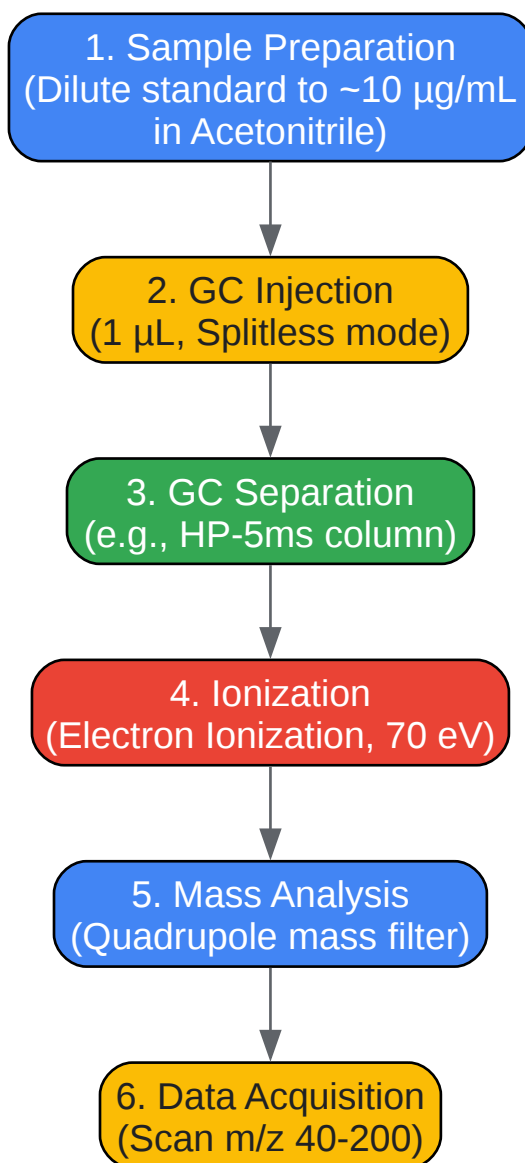 1. Sample Preparation
(Dilute standard to ~10 µg/mL
in Acetonitrile)
2. GC Injection
(1 µL, Splitless mode)
3. GC Separation
(e.g., HP-5ms column)
4. Ionization
(Electron Ionization, 70 eV)
5. Mass Analysis
(Quadrupole mass filter)
6. Data Acquisition
(Scan m/z 40-200)